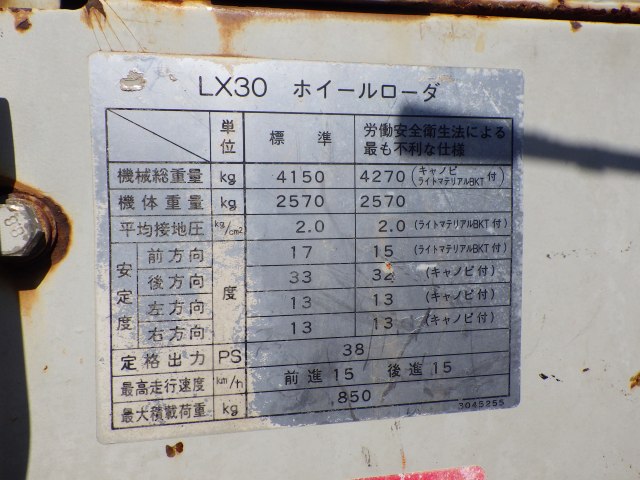 LX30 ホイールローダ
単位 標準 労働安全衛生法による最も不利な仕様
機械総重量 kg 4150 4270 (キャノピ ライトマテリアルBKT 付)
機体重量 kg 2570 2570
平均接地圧 kg/cm2 2.0 2.0 (ライトマテリアルBKT付)
安定度 前方向 度 17 15 (ライトマテリアルBKT付)
後方向 33 32 (キャノピ付)
左方向 13 13 (キャノピ付)
右方向 13 13 (キャノピ付)
定格出力 PS 38
最高走行速度 km/h 前進15 後進15
最大積載荷重 kg 850
3045255